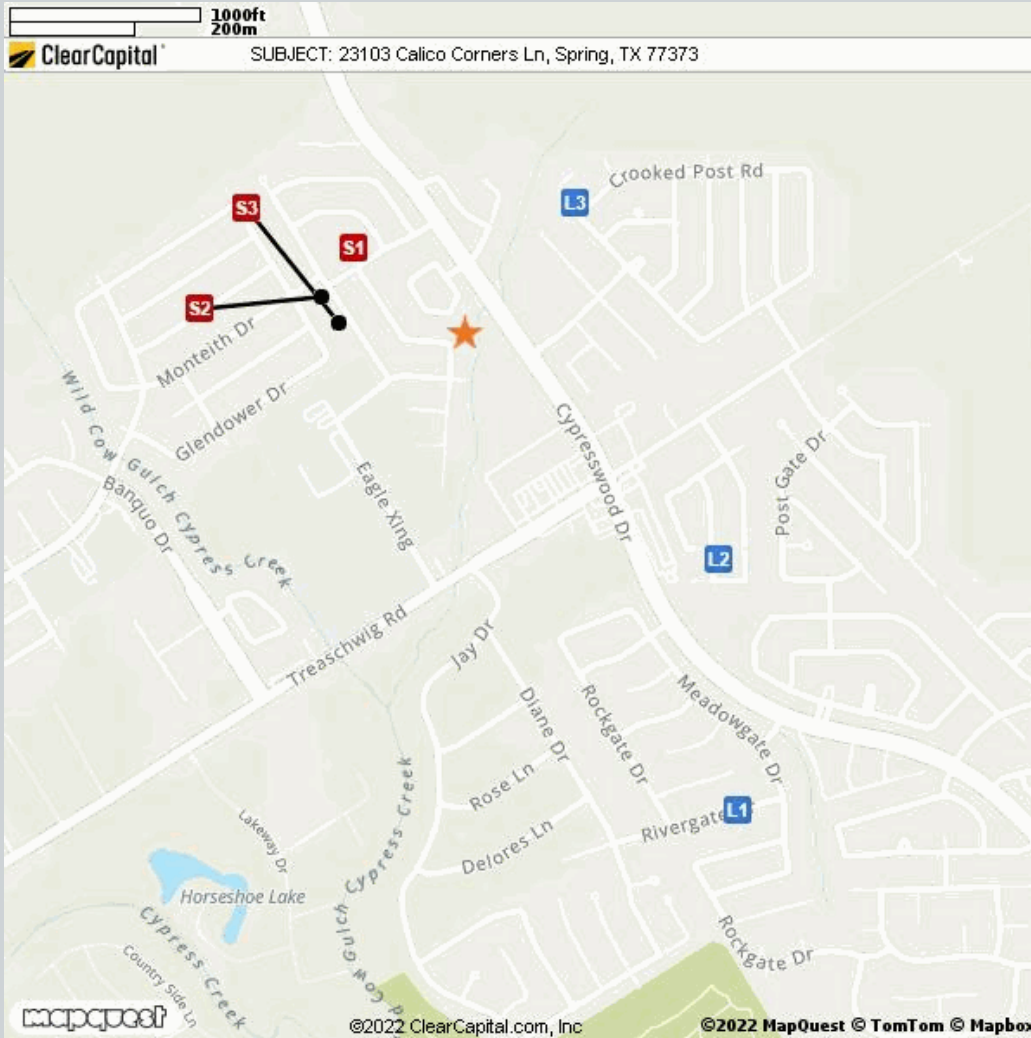 1000ft
200m
ClearCapital
SUBJECT: 23103 Calico Corners Ln, Spring, TX 77373
Crooked Post Rd
L3
S3
S1
S2
Monteith Dr
Glendower Dr
Wild Cow Gulch Cypress Creek
Cypresswood Dr
Post Gate Dr
Eagle Xing
Banquo Dr
L2
Treaschwig Rd
Jay Dr
Meadowgate Dr
Rockgate Dr
Diane Dr
Rose Ln
L1
Rivergate
Delores Ln
Lakeway Dr
Horseshoe Lake
Cow Gulch Cypress Creek
Cypress Creek
Country Side Ln
Rockgate Dr
mapquest
©2022 ClearCapital.com, Inc
©2022 MapQuest © TomTom © Mapbox